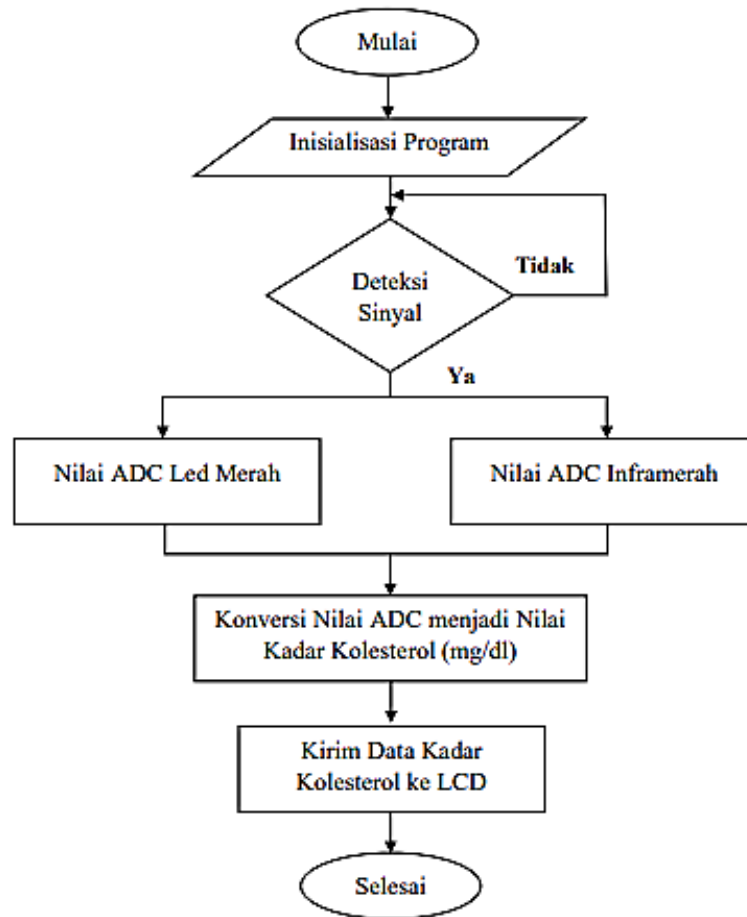 Mulai
Inisialisasi Program
Deteksi
Sinyal
Tidak
Ya
Nilai ADC Led Merah
Nilai ADC Inframerah
Konversi Nilai ADC menjadi Nilai
Kadar Kolesterol (mg/dl)
Kirim Data Kadar
Kolesterol ke LCD
Selesai